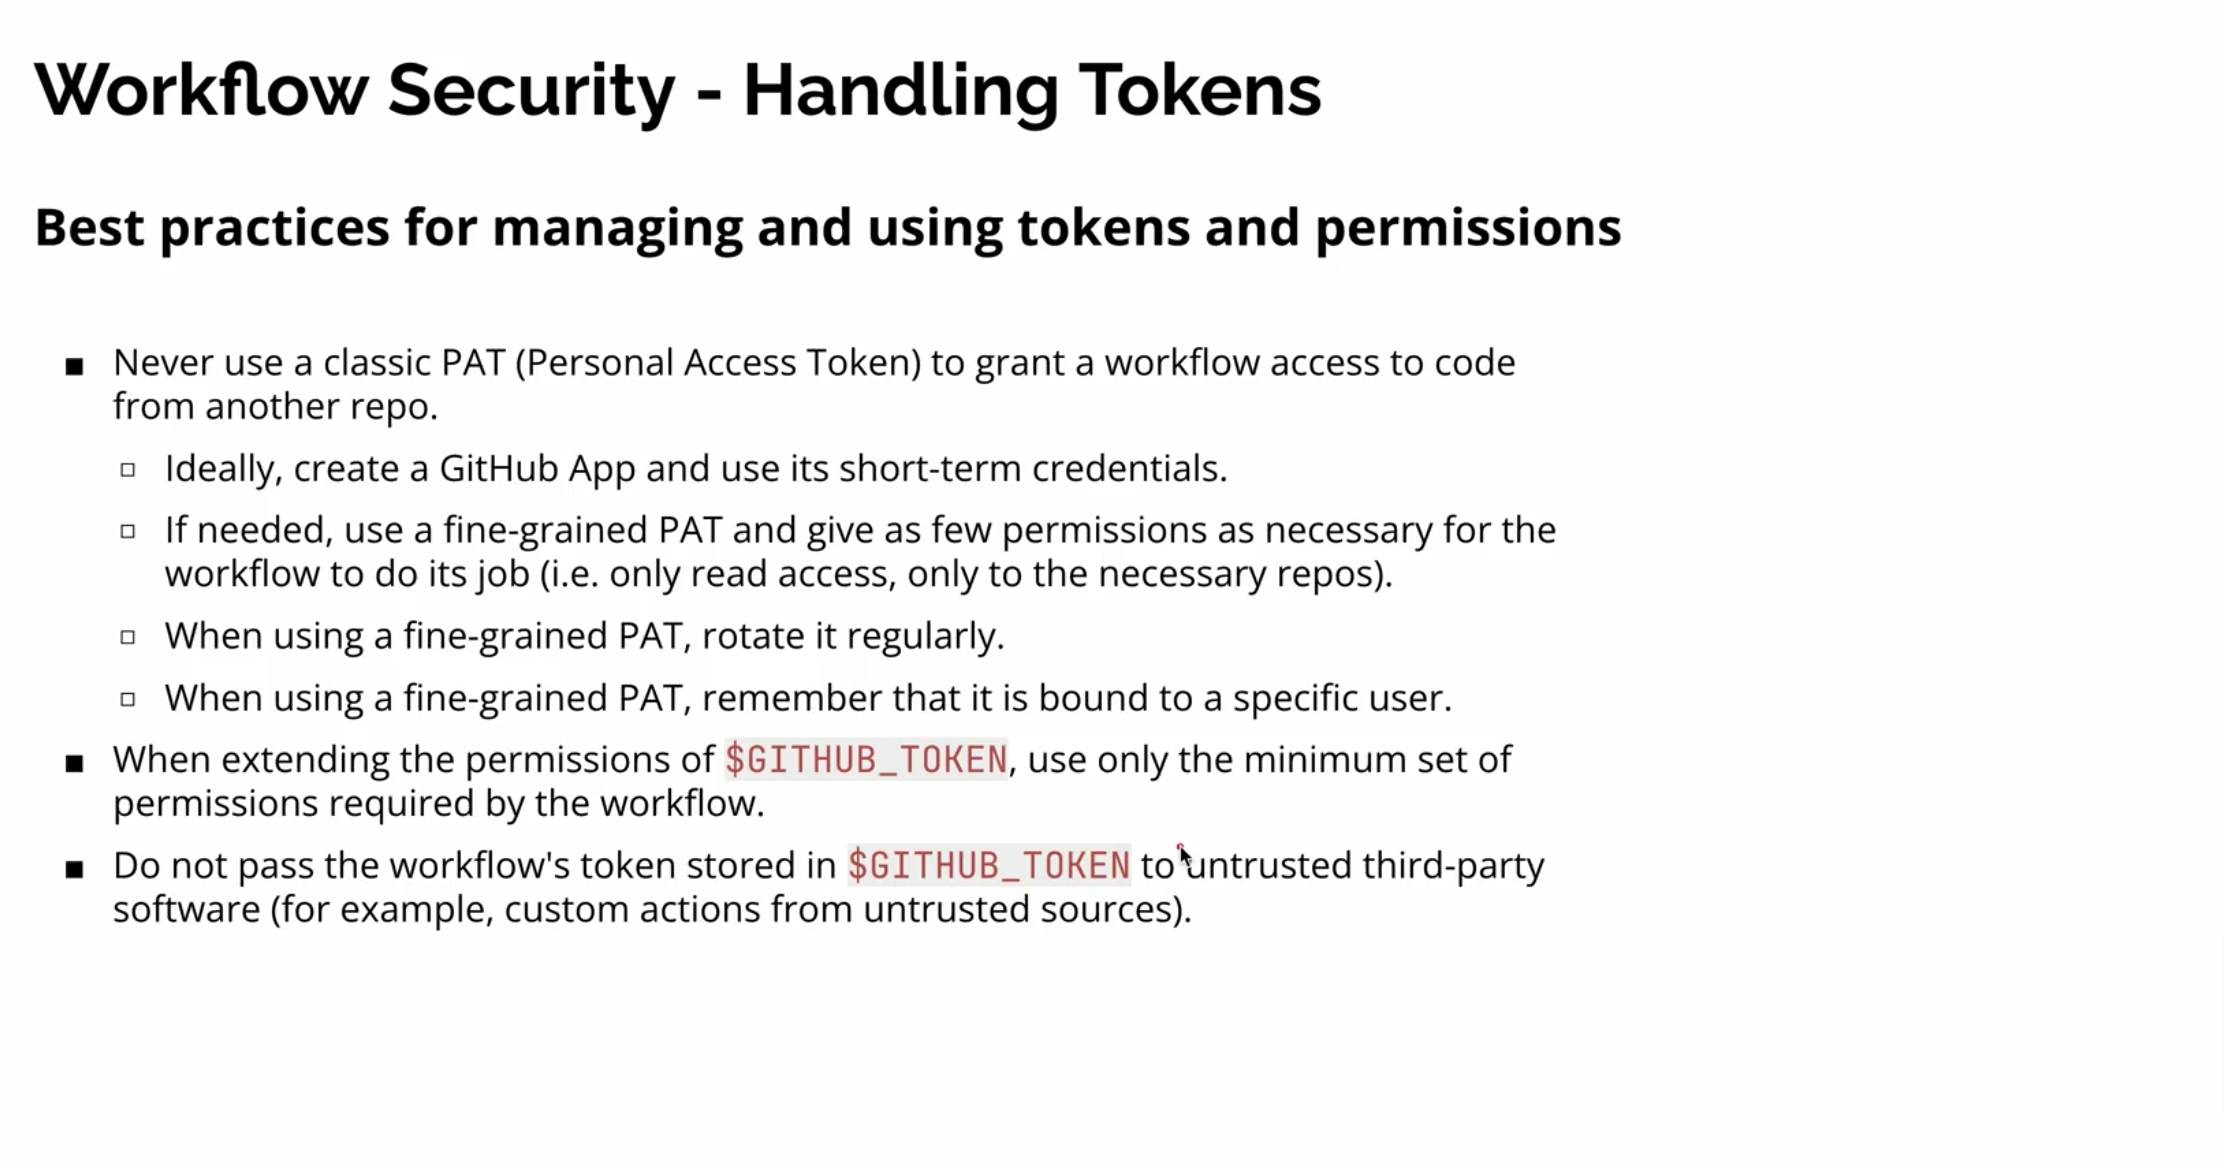 Workflow Security - Handling Tokens
Best practices for managing and using tokens and permissions
■ Never use a classic PAT (Personal Access Token) to grant a workflow access to code
from another repo.
▫ Ideally, create a GitHub App and use its short-term credentials.
▫ If needed, use a fine-grained PAT and give as few permissions as necessary for the
workflow to do its job (i.e. only read access, only to the necessary repos).
▫ When using a fine-grained PAT, rotate it regularly.
▫ When using a fine-grained PAT, remember that it is bound to a specific user.
■ When extending the permissions of $GITHUB_TOKEN, use only the minimum set of
permissions required by the workflow.
■ Do not pass the workflow's token stored in $GITHUB_TOKEN to untrusted third-party
software (for example, custom actions from untrusted sources).